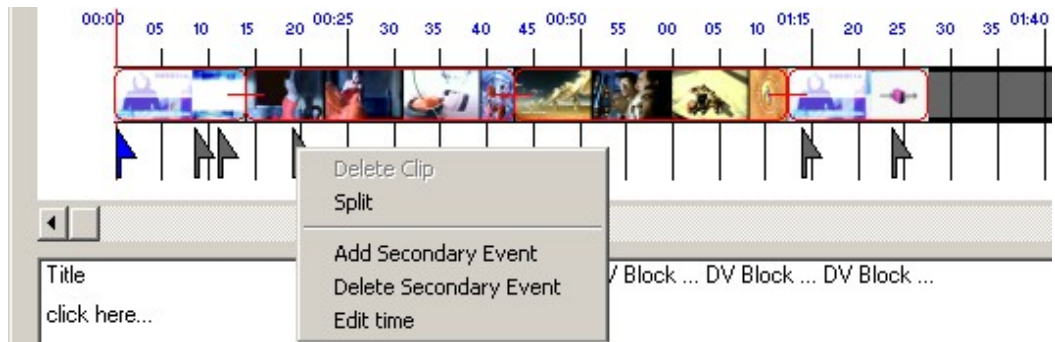 00:00 05 10 15 20 00:25 30 35 40 45 00:50 55 00 05 10 01:15 20 25 30 35 01:40
Delete Clip
Split
Add Secondary Event
Delete Secondary Event
Edit time
Title V Block ... DV Block ... DV Block ...
click here...